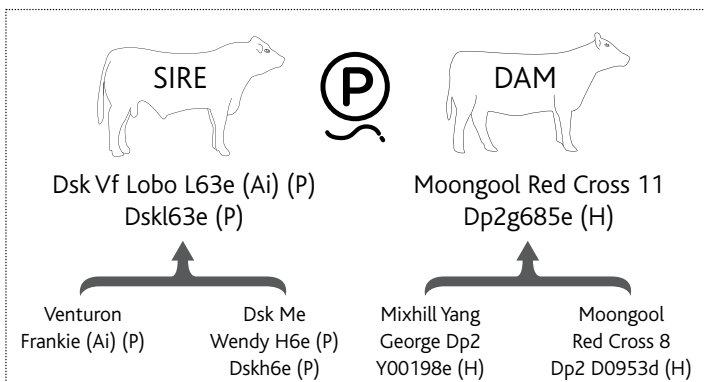 SIRE
P
DAM
Dsk Vf Lobo L63e (Ai) (P)
Dskl63e (P)
Moongool Red Cross 11
Dp2g685e (H)
Venturon
Frankie (Ai) (P)
Dsk Me
Wendy H6e (P)
Dskh6e (P)
Mixhill Yang
George Dp2
Y00198e (H)
Moongool
Red Cross 8
Dp2 D0953d (H)